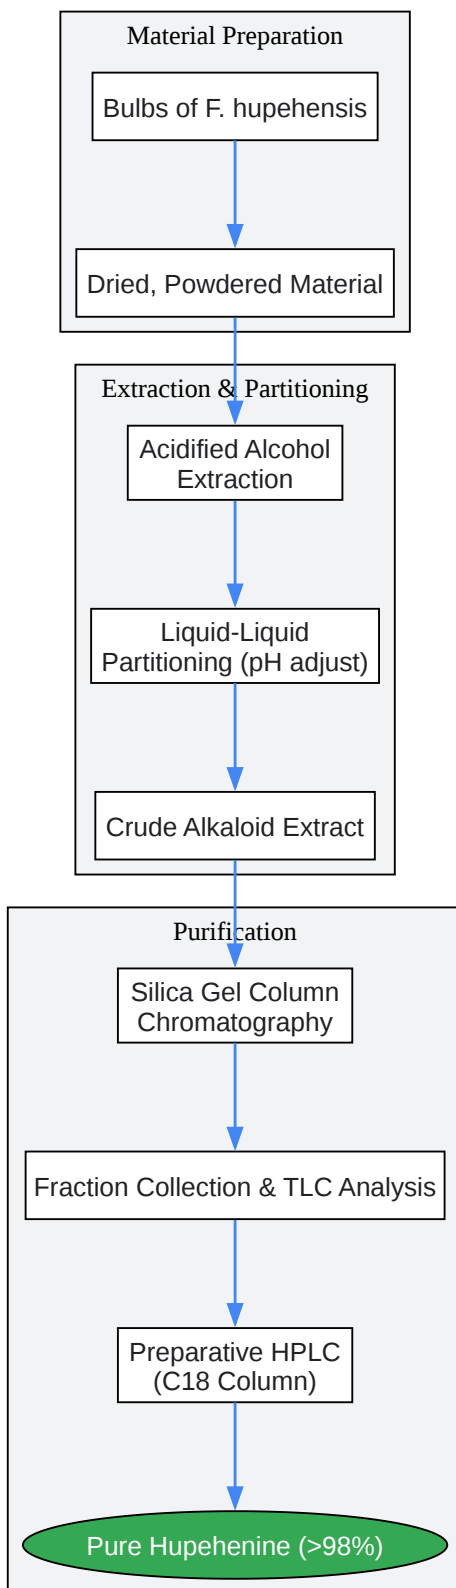 Material Preparation
Bulbs of F. hupehensis
Dried, Powdered Material
Extraction & Partitioning
Acidified Alcohol
Extraction
Liquid-Liquid
Partitioning (pH adjust)
Crude Alkaloid Extract
Purification
Silica Gel Column
Chromatography
Fraction Collection & TLC Analysis
Preparative HPLC
(C18 Column)
Pure Hupehenine (>98%)